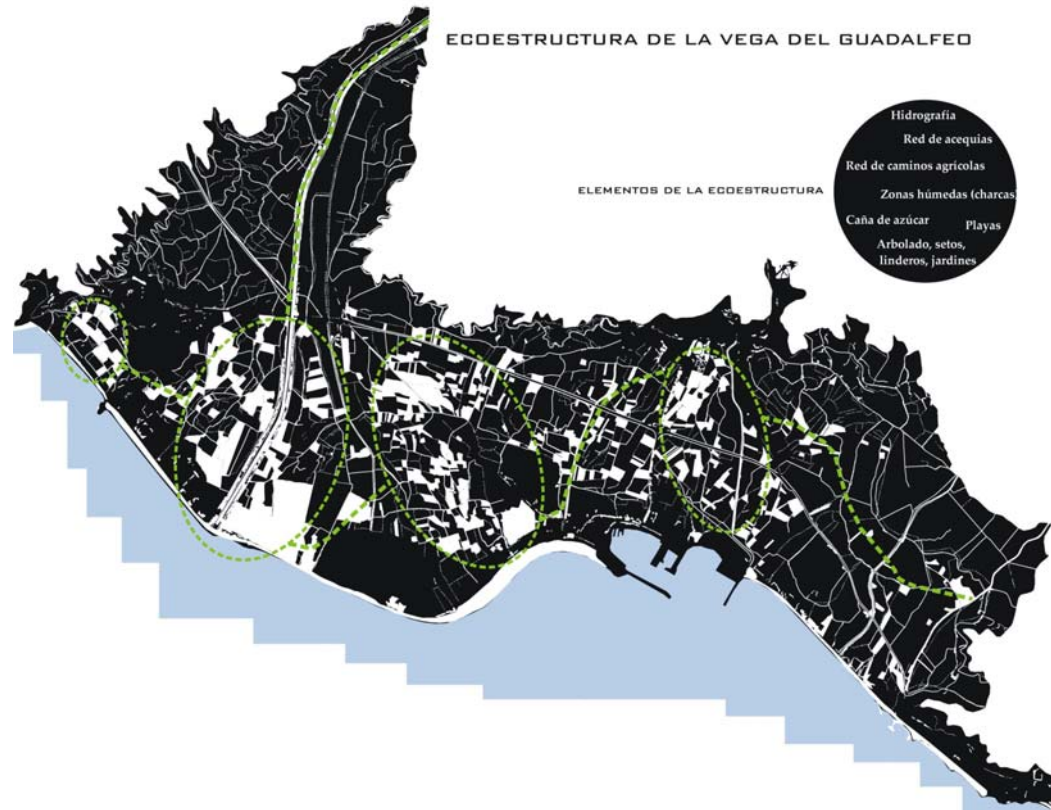 ECOESTRUCTURA DE LA VEGA DEL GUADALFEO
Hidrografia
Red de acequias
Red de caminos agrícolas
ELEMENTOS DE LA ECOESTRUCTURA
Zonas húmedas (charcas)
Caña de azúcar
Playas
Arbolado, setos,
linderos, jardines